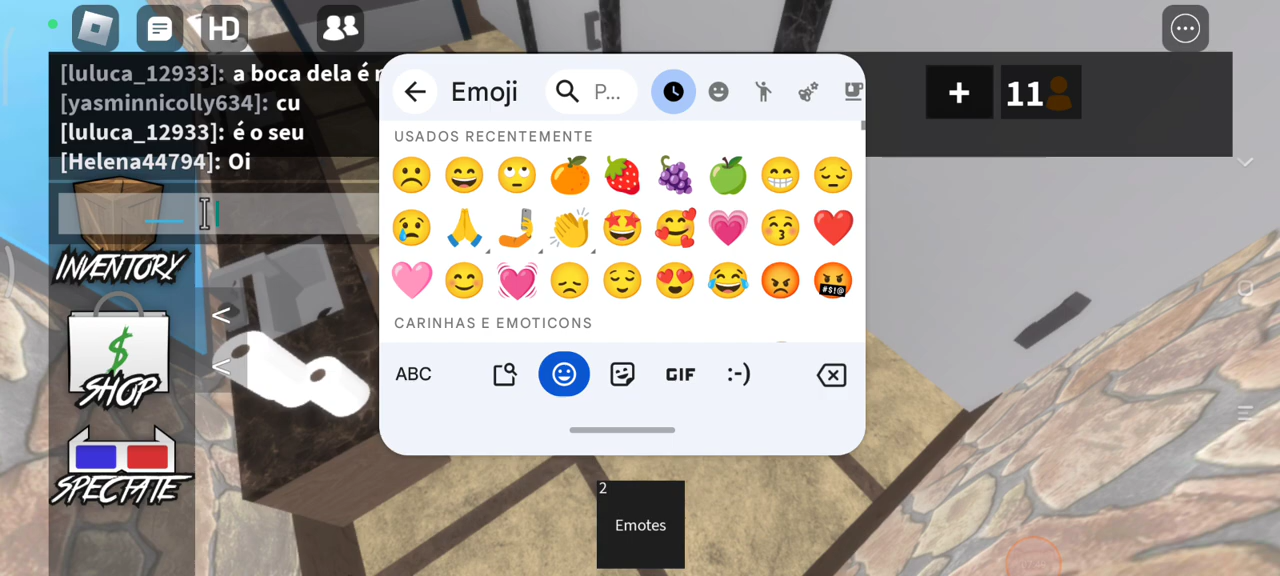 HD
[luluca_12933]: a boca dela é
[yasminnicolly634]: cu
[luluca_12933]: é o seu
[Helena44794]: Oi
Emoji
P...
+ 11
USADOS RECENTEMENTE
CARINHAS E EMOTICONS
ABC
GIF
:-)
INVENTORY
$
SHOP
SPECTATE
<
<
2
Emotes